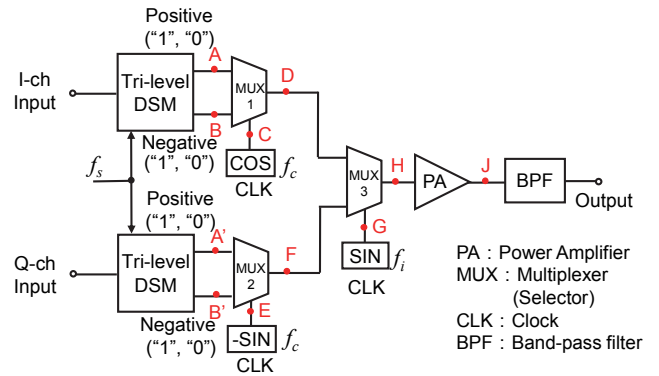 Positive
("1", "0")
A
I-ch
Input
Tri-level
DSM
MUX
1
D
B
C
Negative
("1", "0")
COS
f_c
CLK
f_s
Positive
("1", "0")
MUX
3
H
PA
J
BPF
Output
G
SIN
f_i
CLK
A'
Q-ch
Input
Tri-level
DSM
MUX
2
F
B'
E
Negative
("1", "0")
-SIN
f_c
CLK
PA : Power Amplifier
MUX : Multiplexer
(Selector)
CLK : Clock
BPF : Band-pass filter